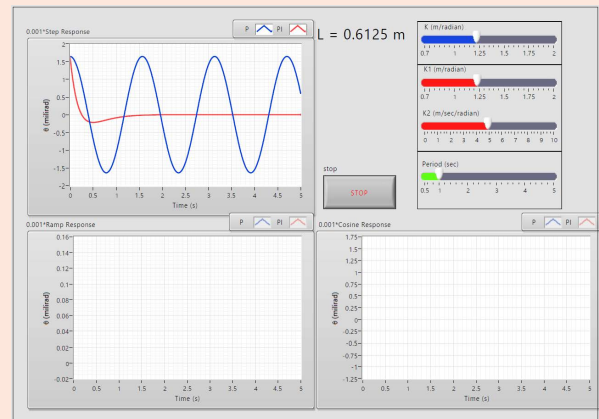 0.001*Step Response
P PI
2
1.5
1
0.5
0
-0.5
-1
-1.5
-2
θ (milirad)
0 0.5 1 1.5 2 2.5 3 3.5 4 4.5 5
Time (s)
L = 0.6125 m
K (m/radian)
0.7 1 1.25 1.5 1.75 2
K1 (m/radian)
0.7 1 1.25 1.5 1.75 2
K2 (m/sec/radian)
0 1 2 3 4 5 6 7 8 9 10
Period (sec)
0.5 1 2 3 4 5
stop
STOP
0.001*Ramp Response
P PI
0.16
0.14
0.12
0.1
0.08
0.06
0.04
0.02
0
-0.02
θ (milirad)
0 0.5 1 1.5 2 2.5 3 3.5 4 4.5 5
Time (s)
0.001*Cosine Response
P PI
1.75
1.5
1.25
1
0.75
0.5
0.25
0
-0.25
-0.5
-0.75
-1
-1.25
θ (milirad)
0 0.5 1 1.5 2 2.5 3 3.5 4 4.5 5
Time (s)